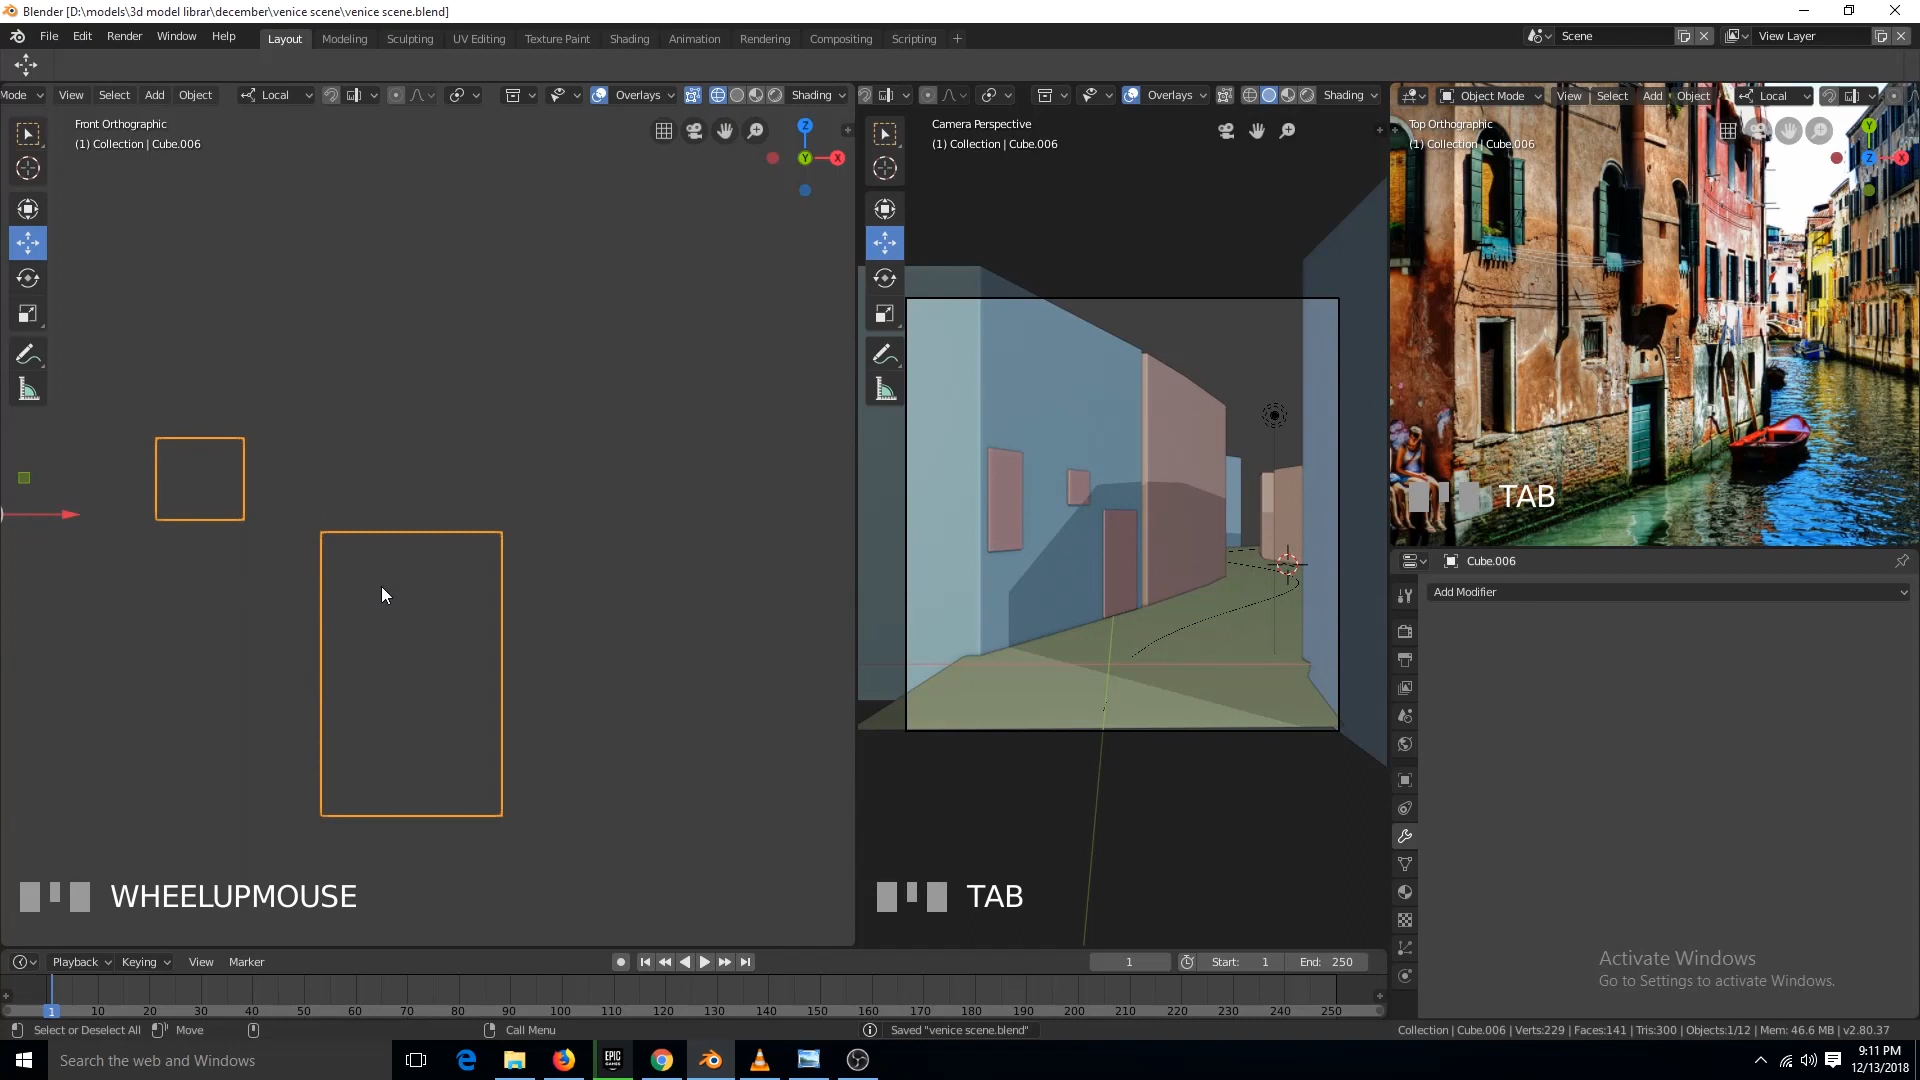 Blender [D:\models\3d model librar\december\venice scene\venice scene.blend]
File Edit Render Window Help
Layout Modeling Sculpting UV Editing Texture Paint Shading Animation Rendering Compositing Scripting +
Scene
View Layer
Mode View Select Add Object Local Overlays Shading
Overlays Shading
Object Mode View Select Add Object Local
Front Orthographic
(1) Collection | Cube.006
Z
Y
X
Camera Perspective
(1) Collection | Cube.006
Top Orthographic
(1) Collection | Cube.006
Y
Z
X
TAB
Cube.006
Add Modifier
WHEELUPMOUSE
TAB
Playback Keying View Marker
1
Start: 1
End: 250
1 10 20 30 40 50 60 70 80 90 100 110 120 130 140 150 160 170 180 190 200 210 220 230 240 250
Select or Deselect All Move Call Menu
Saved "venice scene.blend"
Collection | Cube.006 | Verts:229 | Faces:141 | Tris:300 | Objects:1/12 | Mem: 46.6 MB | v2.80.37
Activate Windows
Go to Settings to activate Windows.
Search the web and Windows
EPIC
GAMES
9:11 PM
12/13/2018